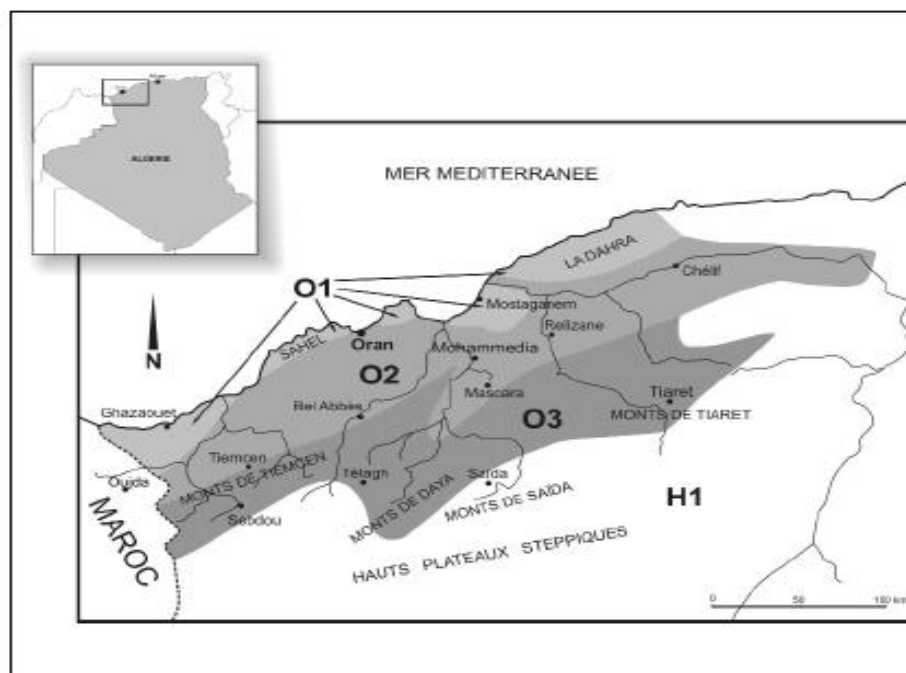 ALGERIE
MER MEDITERRANEE
LA DAHRA
Chélif
O1
Mostaganem
N
SAHEL
Oran
Relizane
Mohammedia
O2
Mascara
Tiaret
Bel Abbès
MONTS DE TIARET
Ghazaouet
O3
Tlemcen
MONTS DE TLEMCEN
Oujda
Télagh
Saïda
Sebdou
MONTS DE DAYA
MONTS DE SAÏDA
H1
MAROC
HAUTS PLATEAUX STEPPIQUES
0 50 100 km